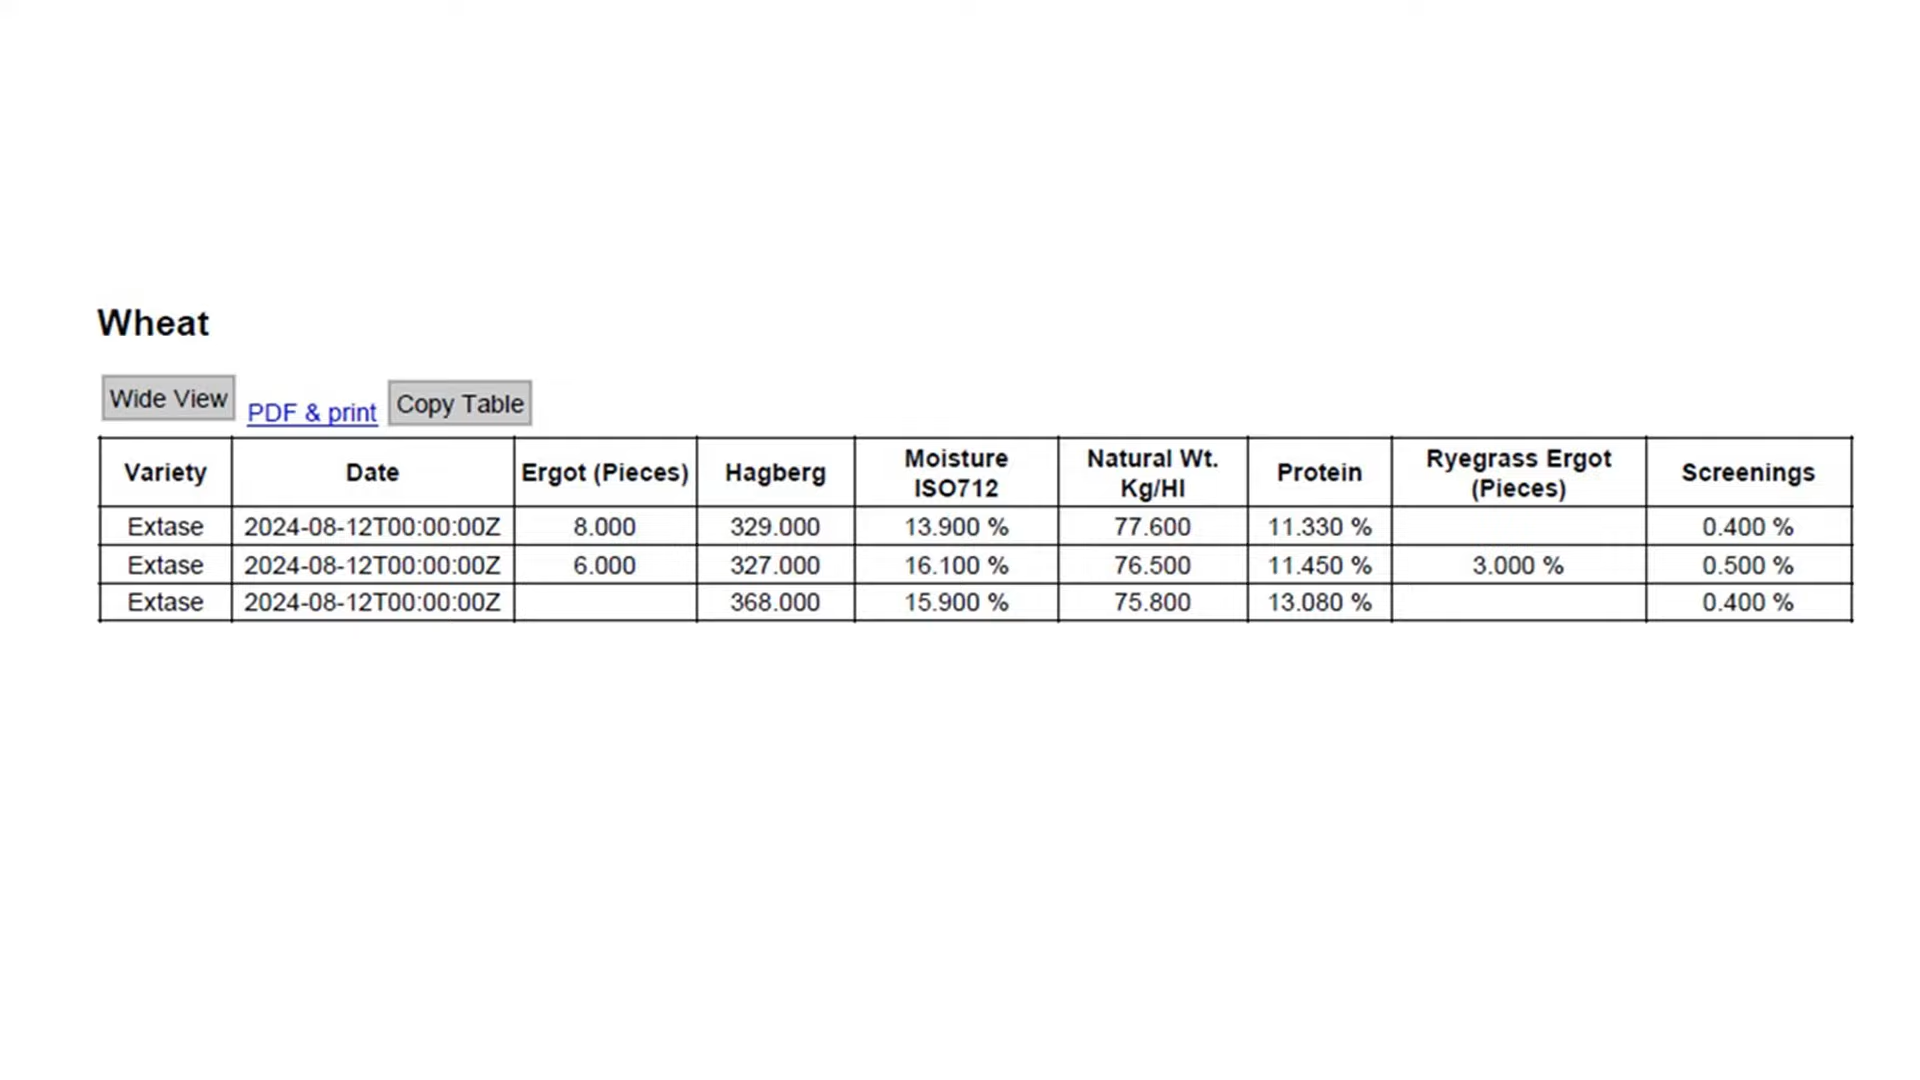 Wheat
Wide View PDF & print Copy Table
Variety Date Ergot (Pieces) Hagberg Moisture ISO712 Natural Wt. Kg/Hl Protein Ryegrass Ergot (Pieces) Screenings
Extase 2024-08-12T00:00:00Z 8.000 329.000 13.900 % 77.600 11.330 % 0.400 %
Extase 2024-08-12T00:00:00Z 6.000 327.000 16.100 % 76.500 11.450 % 3.000 % 0.500 %
Extase 2024-08-12T00:00:00Z 368.000 15.900 % 75.800 13.080 % 0.400 %